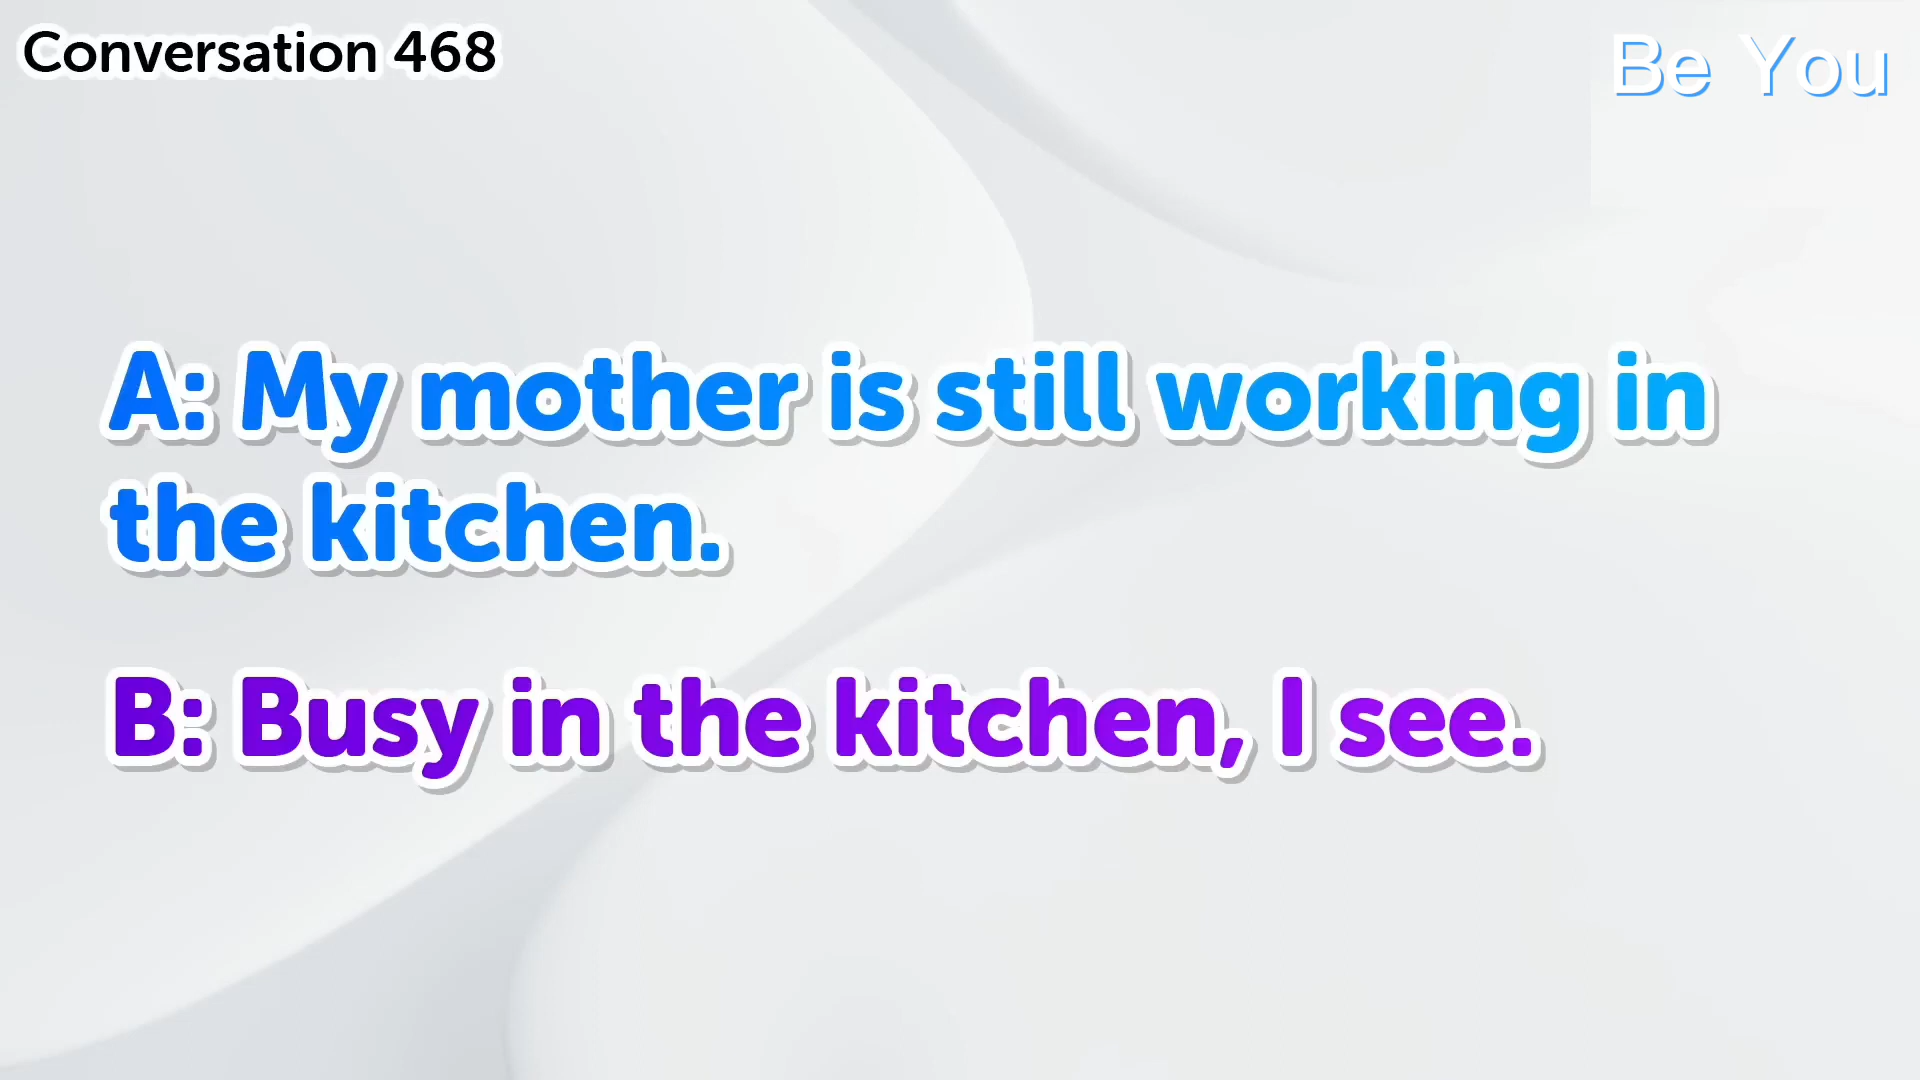 Conversation 468
Be You
A: My mother is still working in
the kitchen.
B: Busy in the kitchen, I see.